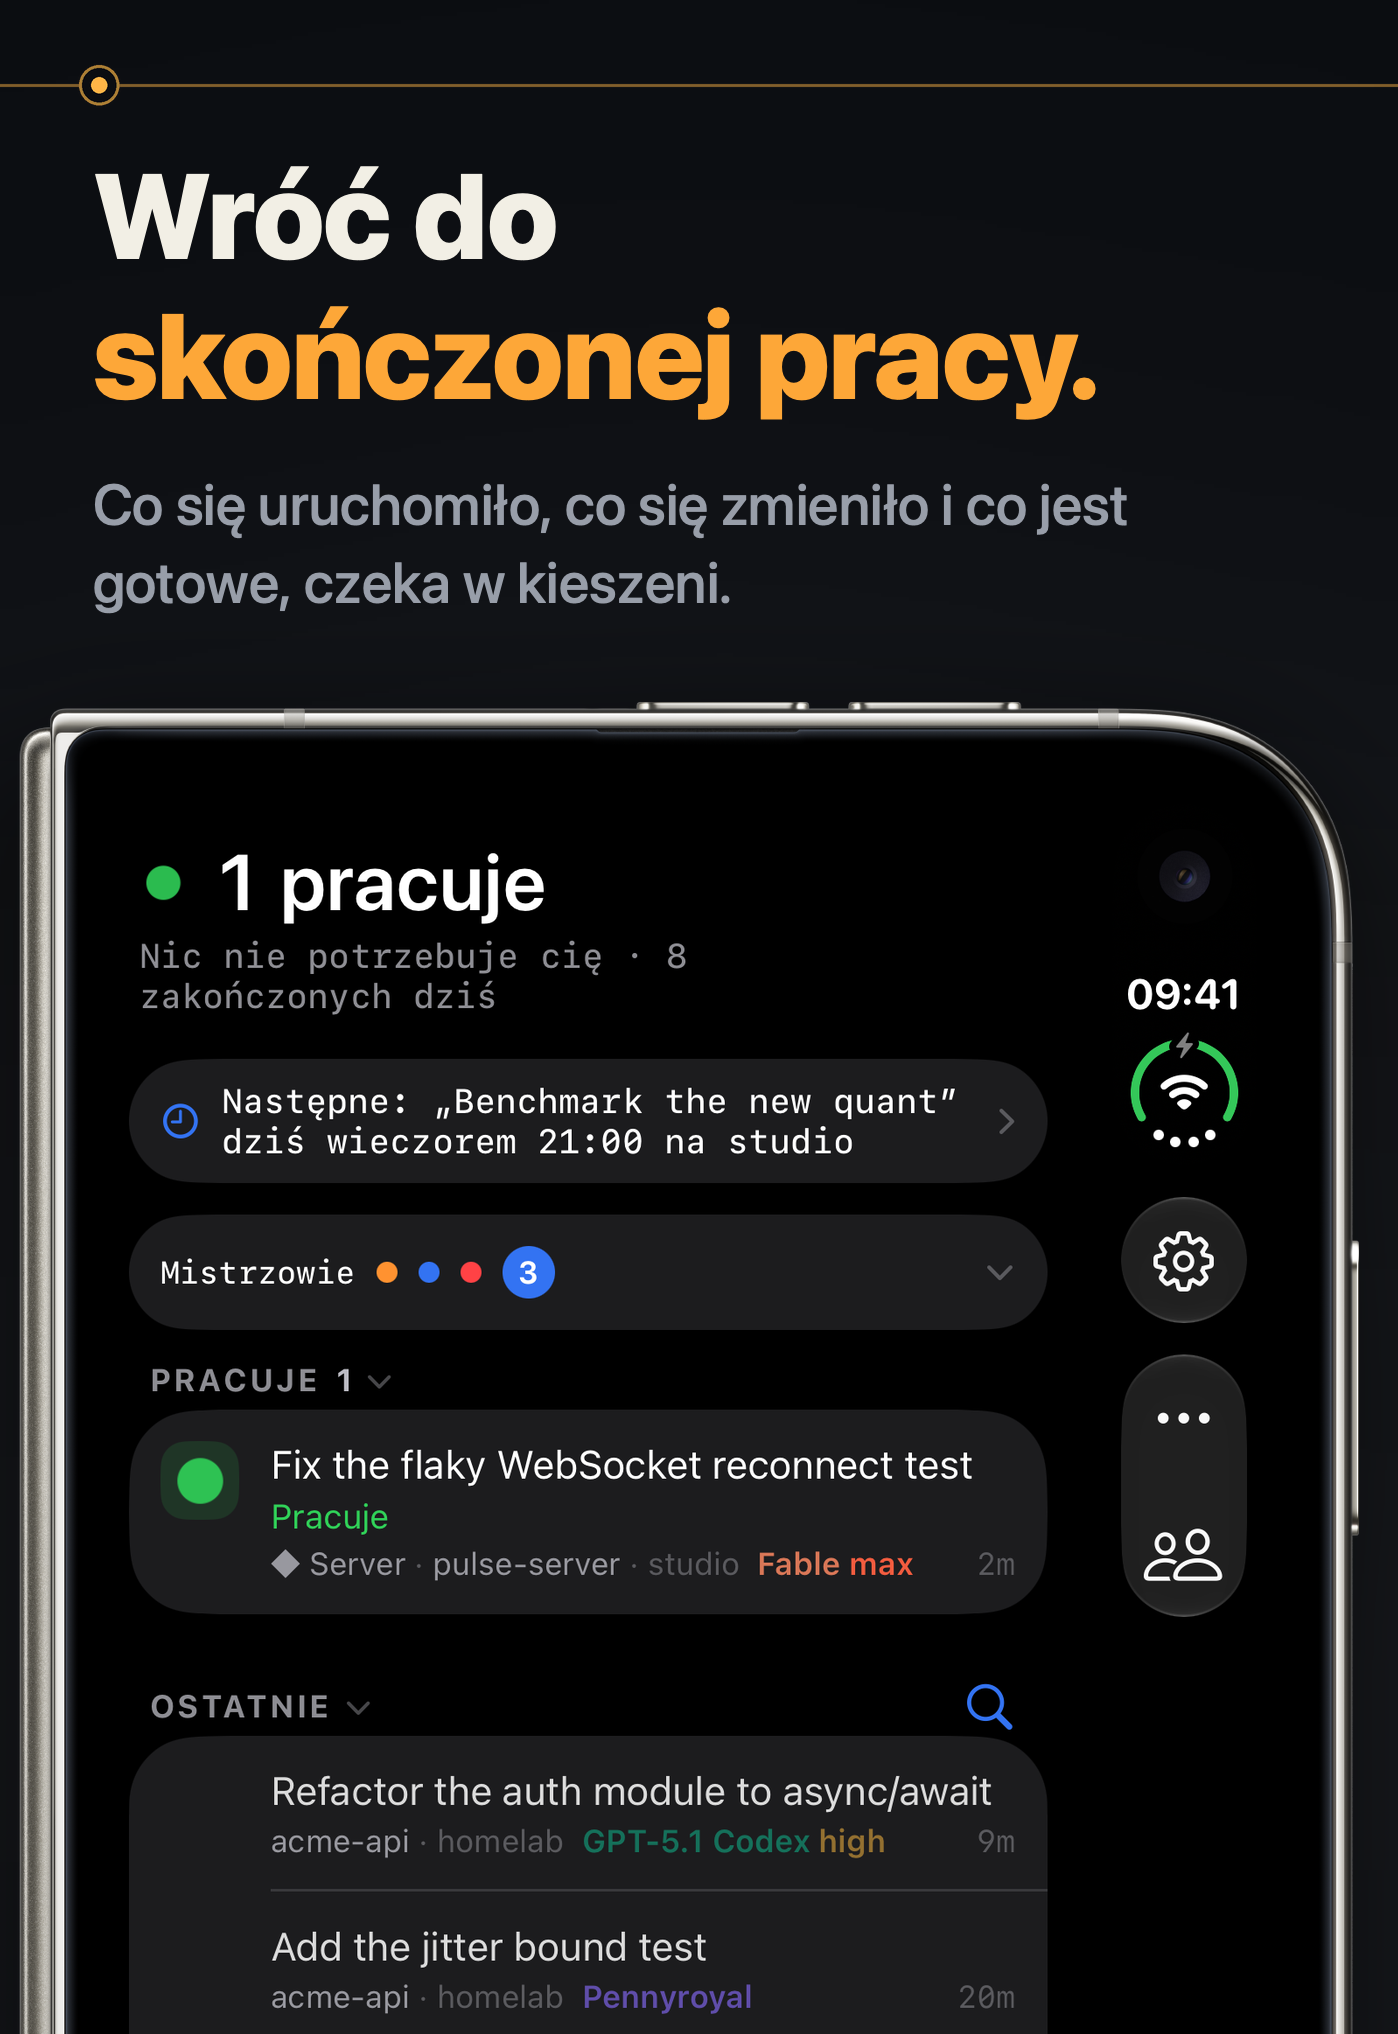 Wróć do
skończonej pracy.
Co się uruchomiło, co się zmieniło i co jest
gotowe, czeka w kieszeni.
1 pracuje
Nic nie potrzebuje cię · 8
zakończonych dziś
09:41
Następne: „Benchmark the new quant”
dziś wieczorem 21:00 na studio
Mistrzowie 3
PRACUJE 1
Fix the flaky WebSocket reconnect test
Pracuje
Server · pulse-server · studio Fable max 2m
OSTATNIE
Refactor the auth module to async/await
acme-api · homelab GPT-5.1 Codex high 9m
Add the jitter bound test
acme-api · homelab Pennyroyal 20m